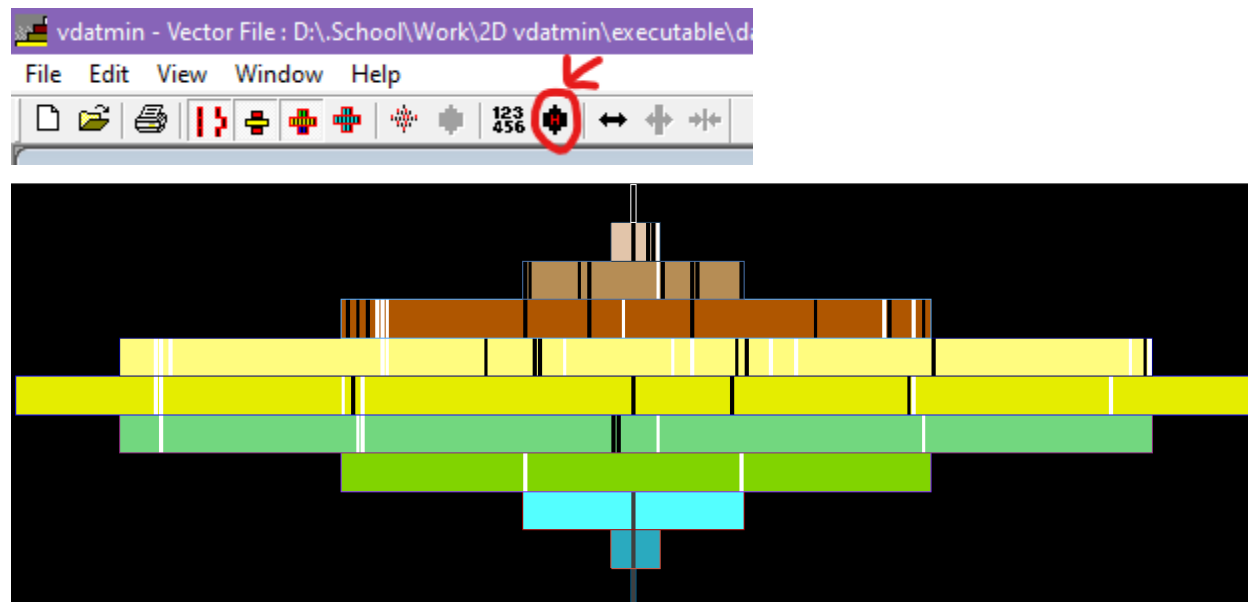 vdatmin - Vector File : D:\.School\Work\2D vdatmin\executable\da
File Edit View Window Help
123
456
H